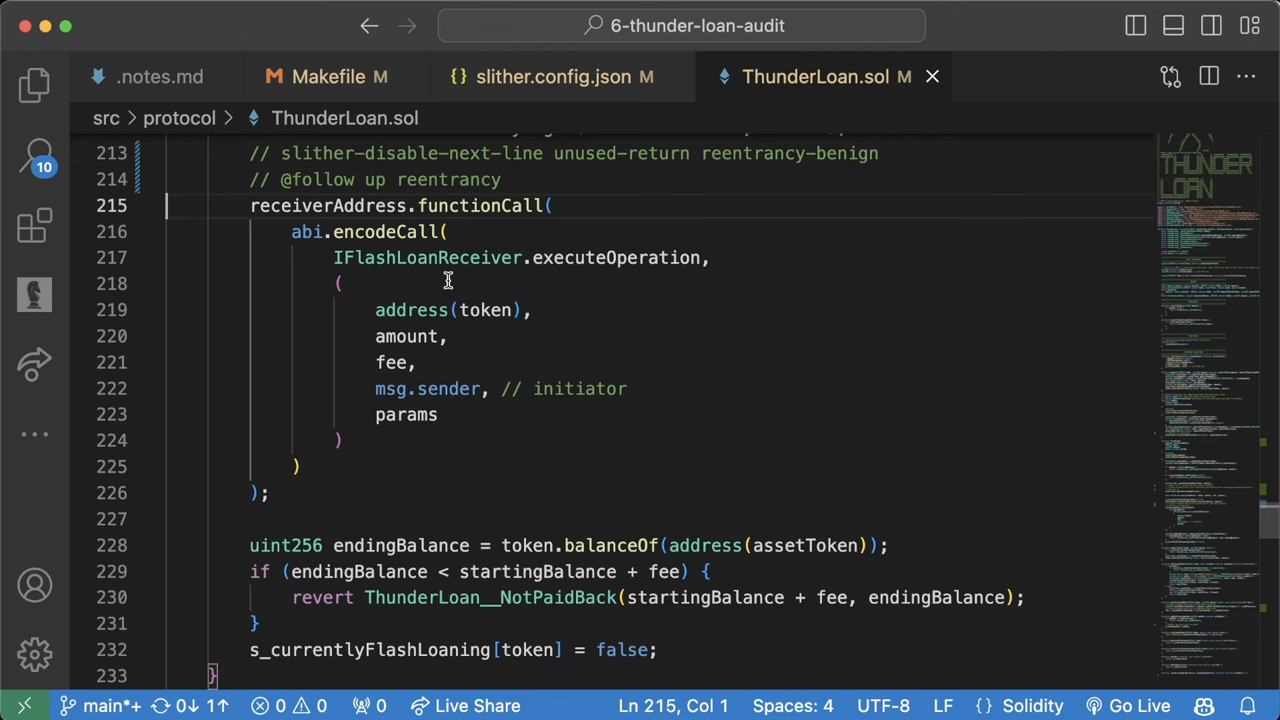 6-thunder-loan-audit
.notes.md
Makefile M
{} slither.config.json M
ThunderLoan.sol M
src > protocol > ThunderLoan.sol
10
213 // slither-disable-next-line unused-return reentrancy-benign
214 // @follow up reentrancy
215 receiverAddress.functionCall(
216 abi.encodeCall(
217 IFlashLoanReceiver.executeOperation,
218 (
219 address(token),
220 amount,
221 fee,
222 msg.sender, // initiator
223 params
224 )
225 )
226 );
227
228 uint256 endingBalance = token.balanceOf(address(assetToken));
229 if (endingBalance < startingBalance + fee) {
230 revert ThunderLoan__NotPaidBack(startingBalance + fee, endingBalance);
231 }
232 s_currentlyFlashLoaning[token] = false;
233 }
THUNDER
LOAN
main*+ 0↓ 1↑ 0 0 0 Live Share Ln 215, Col 1 Spaces: 4 UTF-8 LF {} Solidity Go Live